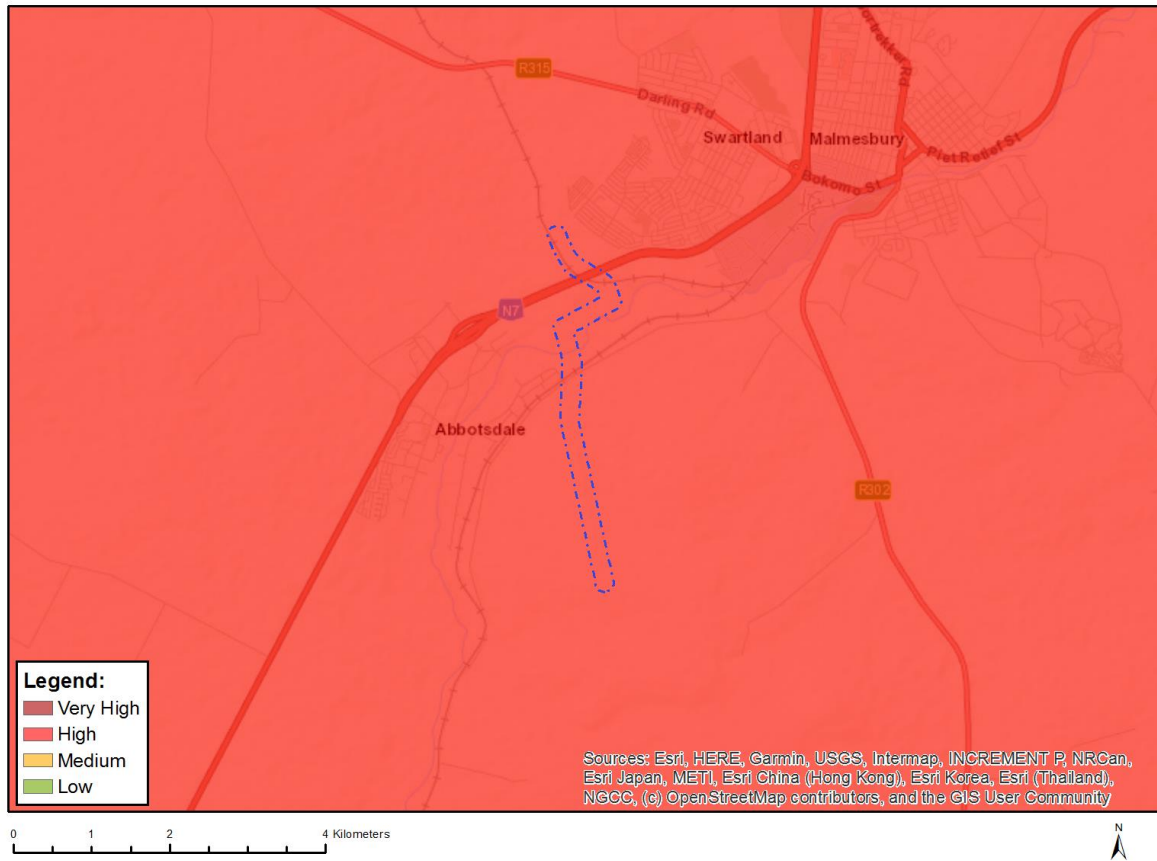 R315
Voortrekker Rd
Darling Rd
Swartland
Malmesbury
Piet Retief St
Bokomo St
N7
Abbotsdale
R302
Legend:
Very High
High
Medium
Low
Sources: Esri, HERE, Garmin, USGS, Intermap, INCREMENT P, NRCan,
Esri Japan, METI, Esri China (Hong Kong), Esri Korea, Esri (Thailand),
NGCC, (c) OpenStreetMap contributors, and the GIS User Community
0 1 2 4 Kilometers
N